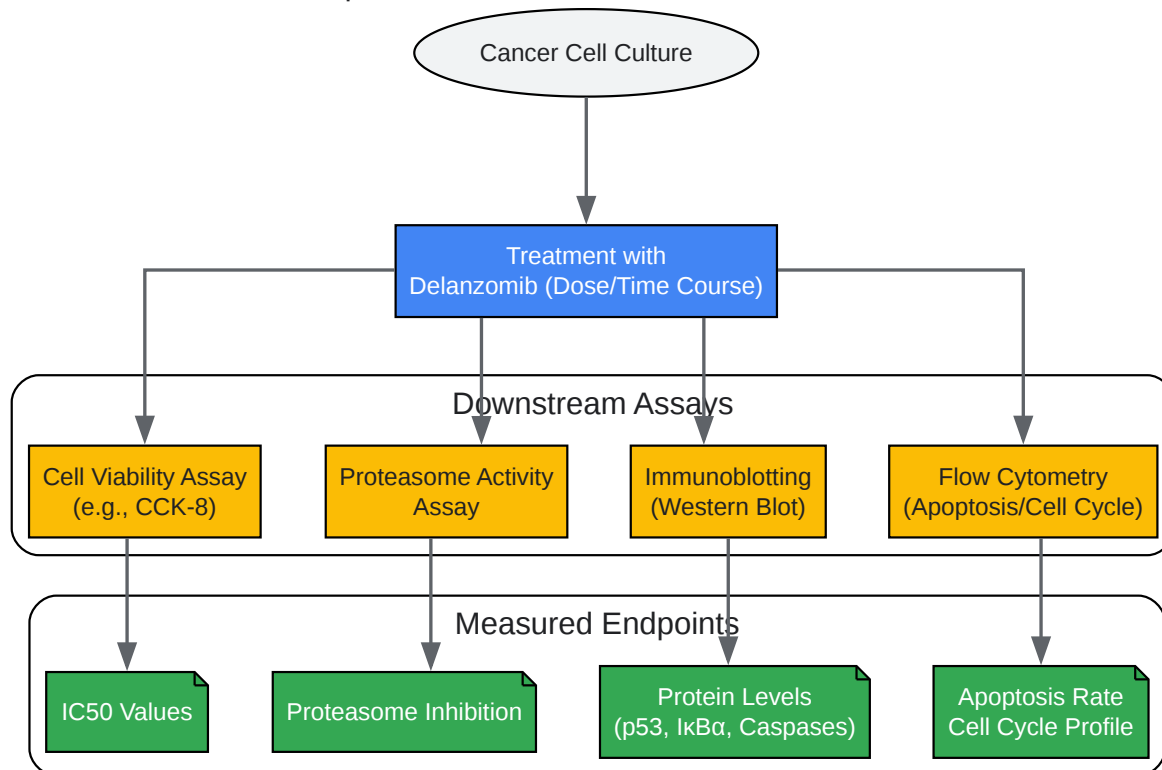 Cancer Cell Culture
Treatment with
Delanzomib (Dose/Time Course)
Downstream Assays
Cell Viability Assay
(e.g., CCK-8)
Proteasome Activity
Assay
Immunoblotting
(Western Blot)
Flow Cytometry
(Apoptosis/Cell Cycle)
Measured Endpoints
IC50 Values
Proteasome Inhibition
Protein Levels
(p53, IκBα, Caspases)
Apoptosis Rate
Cell Cycle Profile